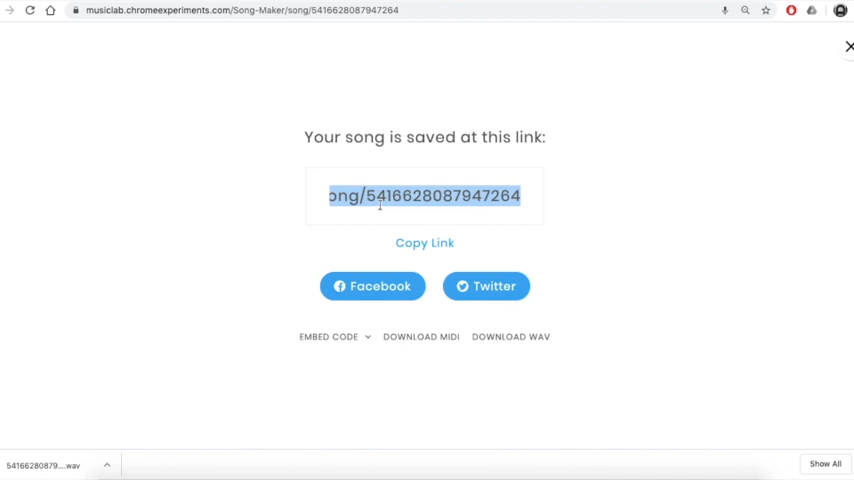 musiclab.chromeexperiments.com/Song-Maker/song/5416628087947264
Your song is saved at this link:
ong/5416628087947264
Copy Link
Facebook Twitter
EMBED CODE DOWNLOAD MIDI DOWNLOAD WAV
54166280879....wav Show All